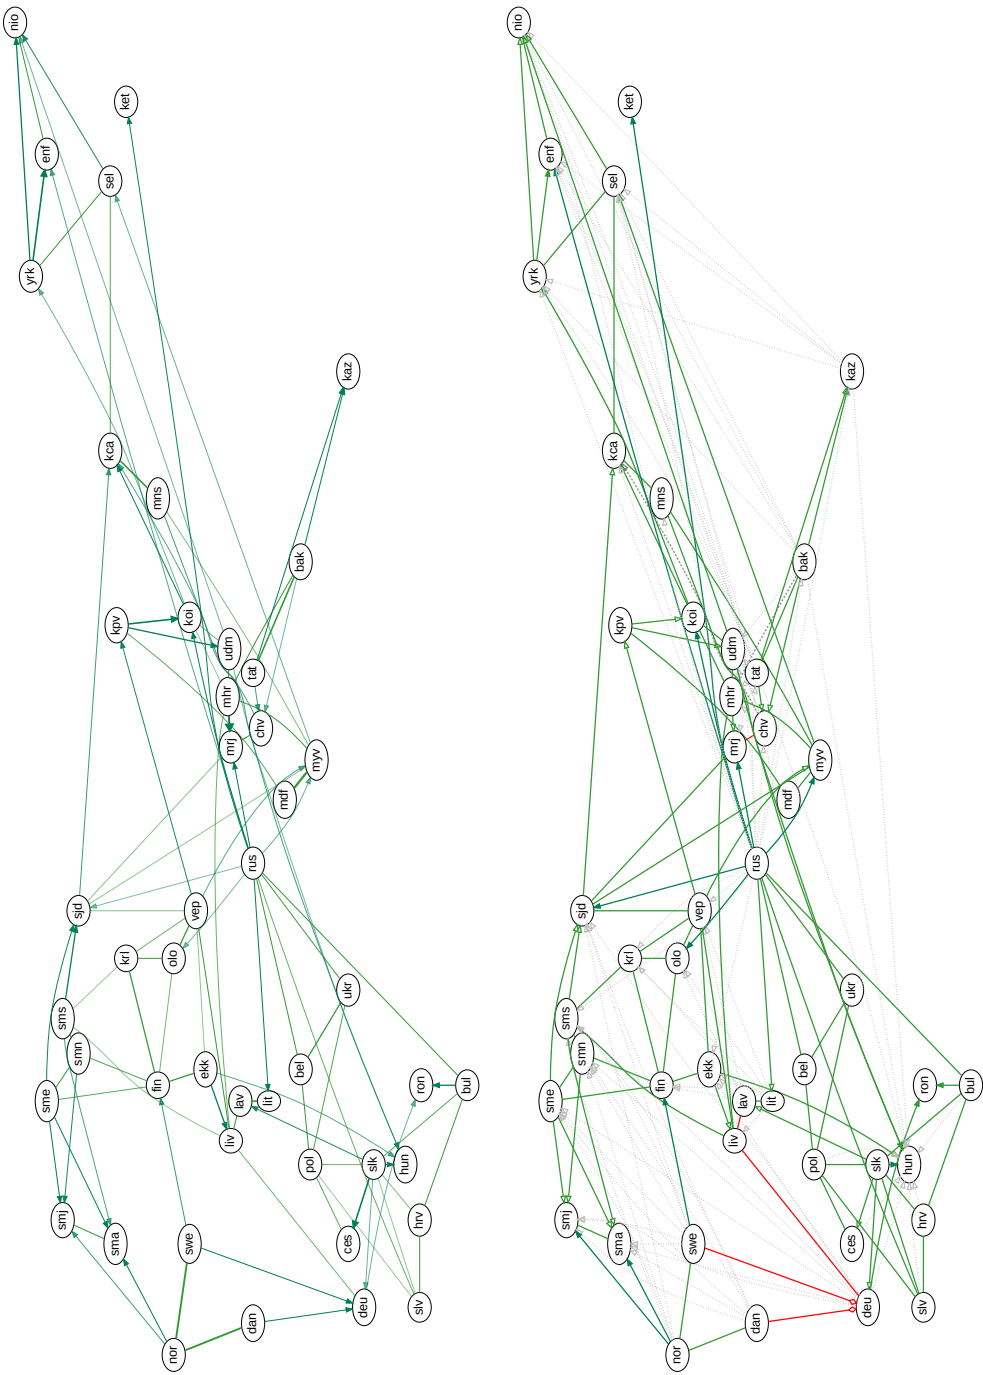 nio
ket
enf
sel
yrk
kaz
kca
mns
bak
kpv
koi
udm
tat
mhr
chv
mrj
myv
mdf
rus
sjd
vep
krl
olo
ukr
sms
smn
ekk
bel
fin
ron
bul
sme
lav
lit
liv
pol
slk
hun
smj
hrv
sma
swe
ces
deu
slv
dan
nor
nio
ket
enf
sel
yrk
kaz
kca
mns
bak
kpv
koi
udm
tat
mhr
chv
mrj
myv
mdf
rus
sjd
vep
krl
olo
ukr
sms
smn
ekk
bel
fin
ron
bul
sme
lav
lit
liv
pol
slk
hun
smj
hrv
sma
swe
ces
deu
slv
dan
nor